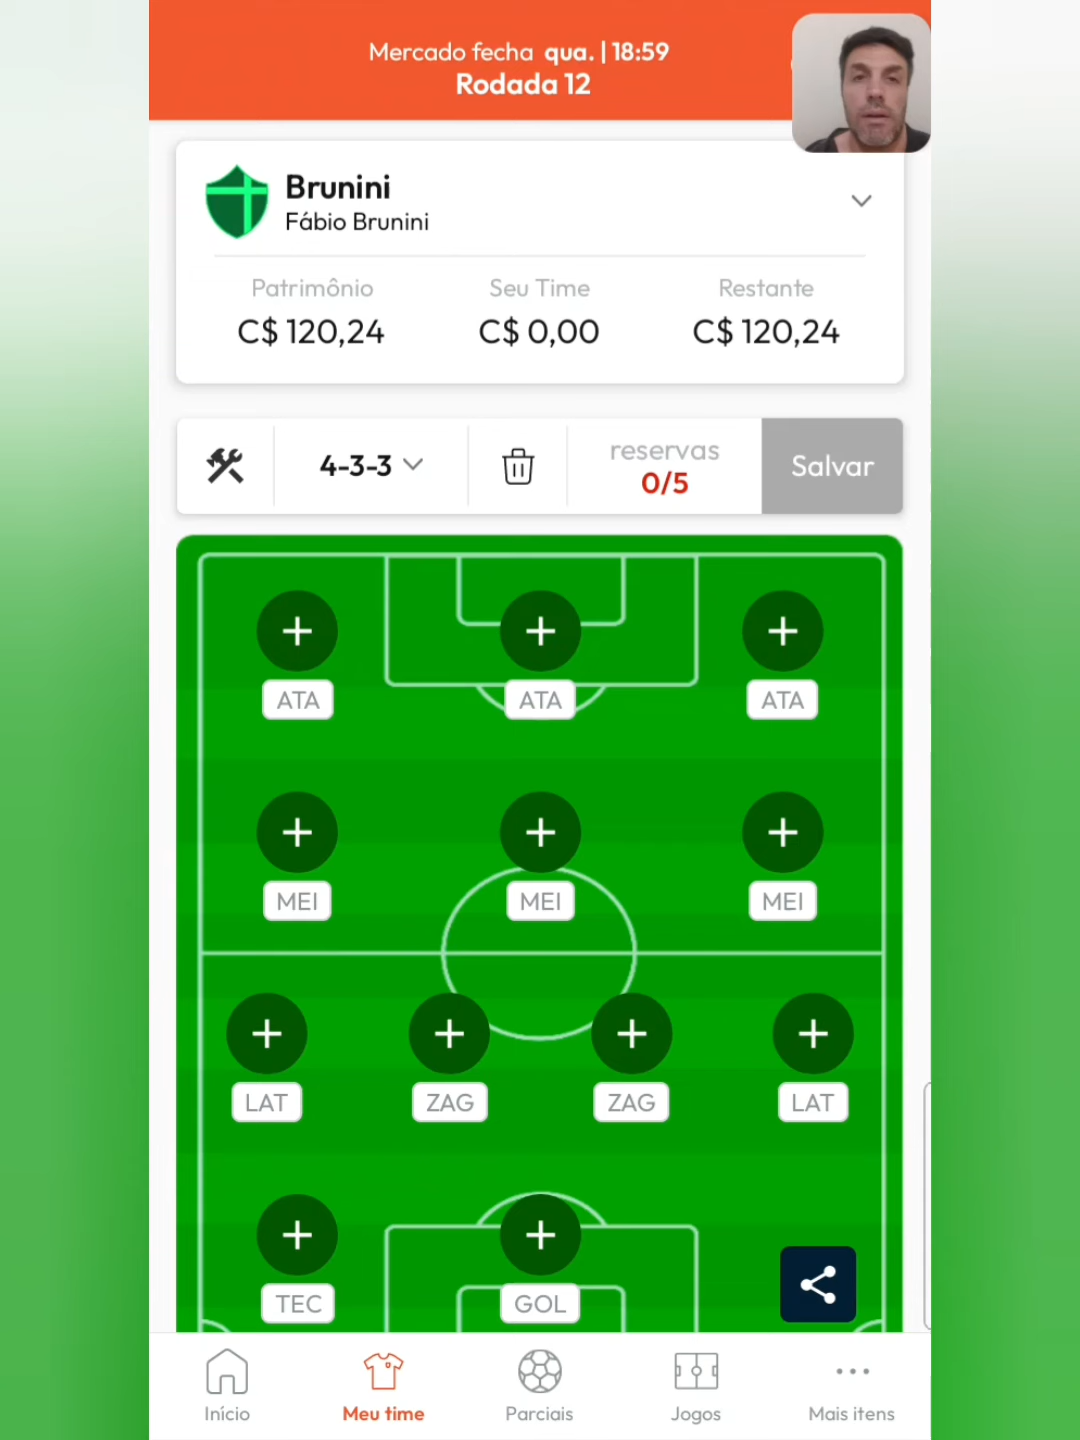 Mercado fecha qua. | 18:59
Rodada 12
Brunini
Fábio Brunini
Patrimônio Seu Time Restante
C$ 120,24 C$ 0,00 C$ 120,24
4-3-3 reservas 0/5 Salvar
ATA ATA ATA
MEI MEI MEI
LAT ZAG ZAG LAT
TEC GOL
Início Meu time Parciais Jogos Mais itens